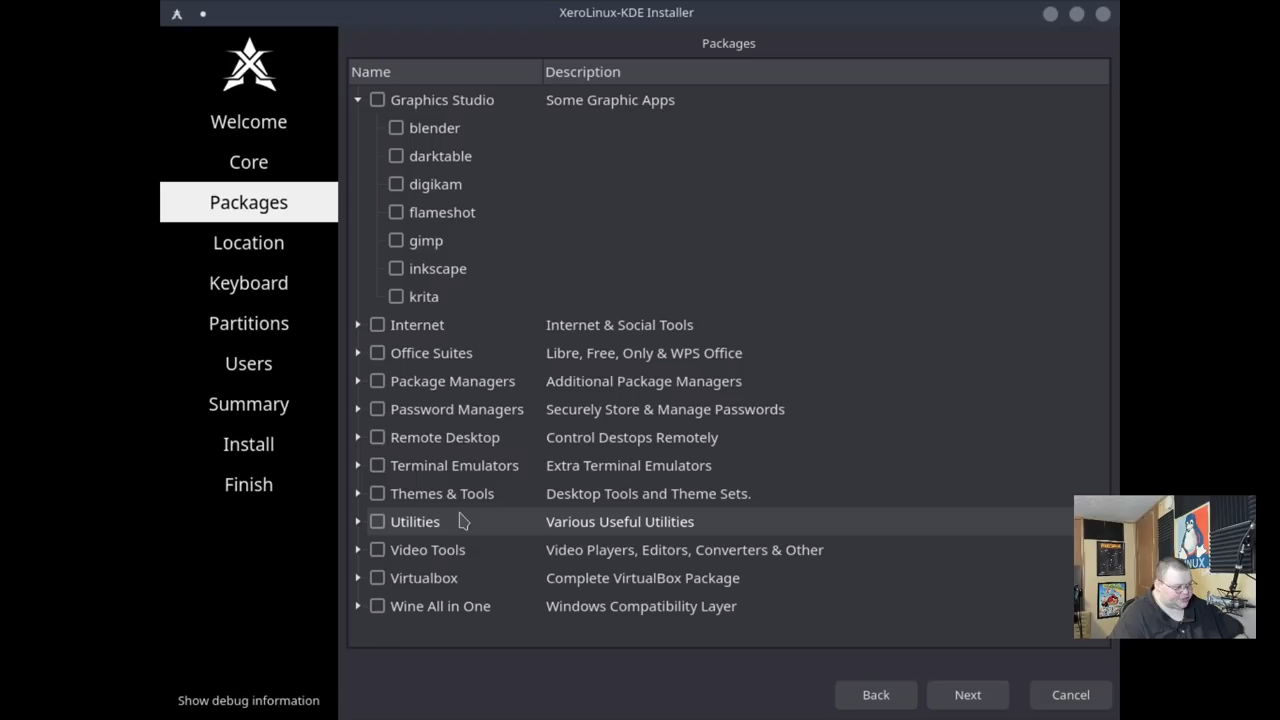 XeroLinux-KDE Installer
Packages
Name Description
Graphics Studio Some Graphic Apps
blender
darktable
digikam
flameshot
gimp
inkscape
krita
Internet Internet & Social Tools
Office Suites Libre, Free, Only & WPS Office
Package Managers Additional Package Managers
Password Managers Securely Store & Manage Passwords
Remote Desktop Control Destops Remotely
Terminal Emulators Extra Terminal Emulators
Themes & Tools Desktop Tools and Theme Sets.
Utilities Various Useful Utilities
Video Tools Video Players, Editors, Converters & Other
Virtualbox Complete VirtualBox Package
Wine All in One Windows Compatibility Layer
Welcome
Core
Packages
Location
Keyboard
Partitions
Users
Summary
Install
Finish
Show debug information
Back Next Cancel